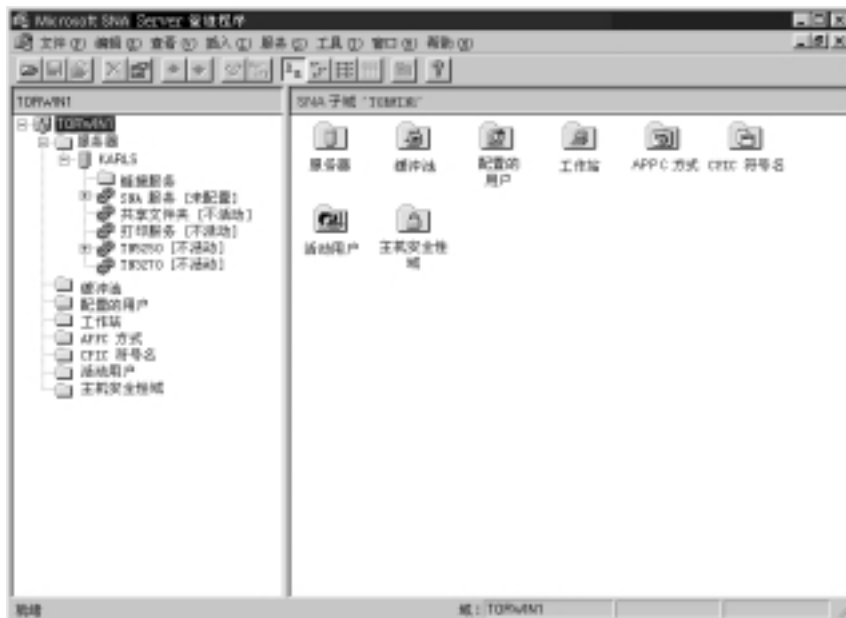 Microsoft SNA Server 管理程序
文件(F) 编辑(E) 查看(V) 插入(I) 服务(S) 工具(T) 窗口(W) 帮助(H)
TORWIN1
TORWIN1
服务器
KARLS
链接服务
SNA 服务 [未配置]
共享文件夹 [不活动]
打印服务 [不活动]
TN5250 [不活动]
TN3270 [不活动]
缓冲池
配置的用户
工作站
APPC 方式
CPIC 符号名
活动用户
主机安全性域
SNA 子域
服务器 缓冲池 配置的用户 工作站 APPC 方式 CPIC 符号名
活动用户 主机安全性域
就绪
域: TORWIN1